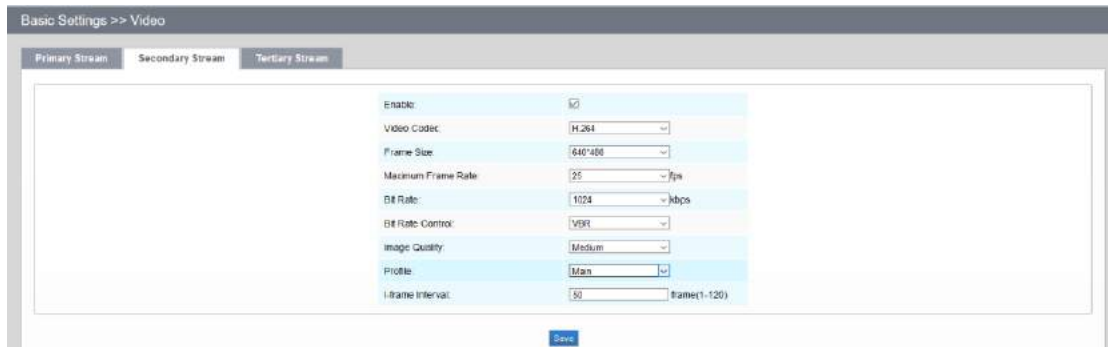 Basic Settings >> Video
Primary Stream Secondary Stream Tertiary Stream
Enable:
Video Codec: H.264
Frame Size: 640*480
Maximum Frame Rate: 25 fps
Bit Rate: 1024 kbps
Bit Rate Control: VBR
Image Quality: Medium
Profile: Main
I-frame Interval: 50 frame(1-120)
Save